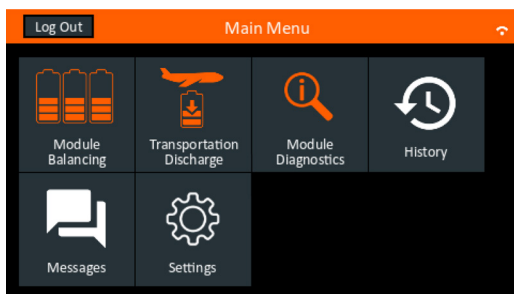 Log Out
Main Menu
Module
Balancing
Transportation
Discharge
Module
Diagnostics
History
Messages
Settings